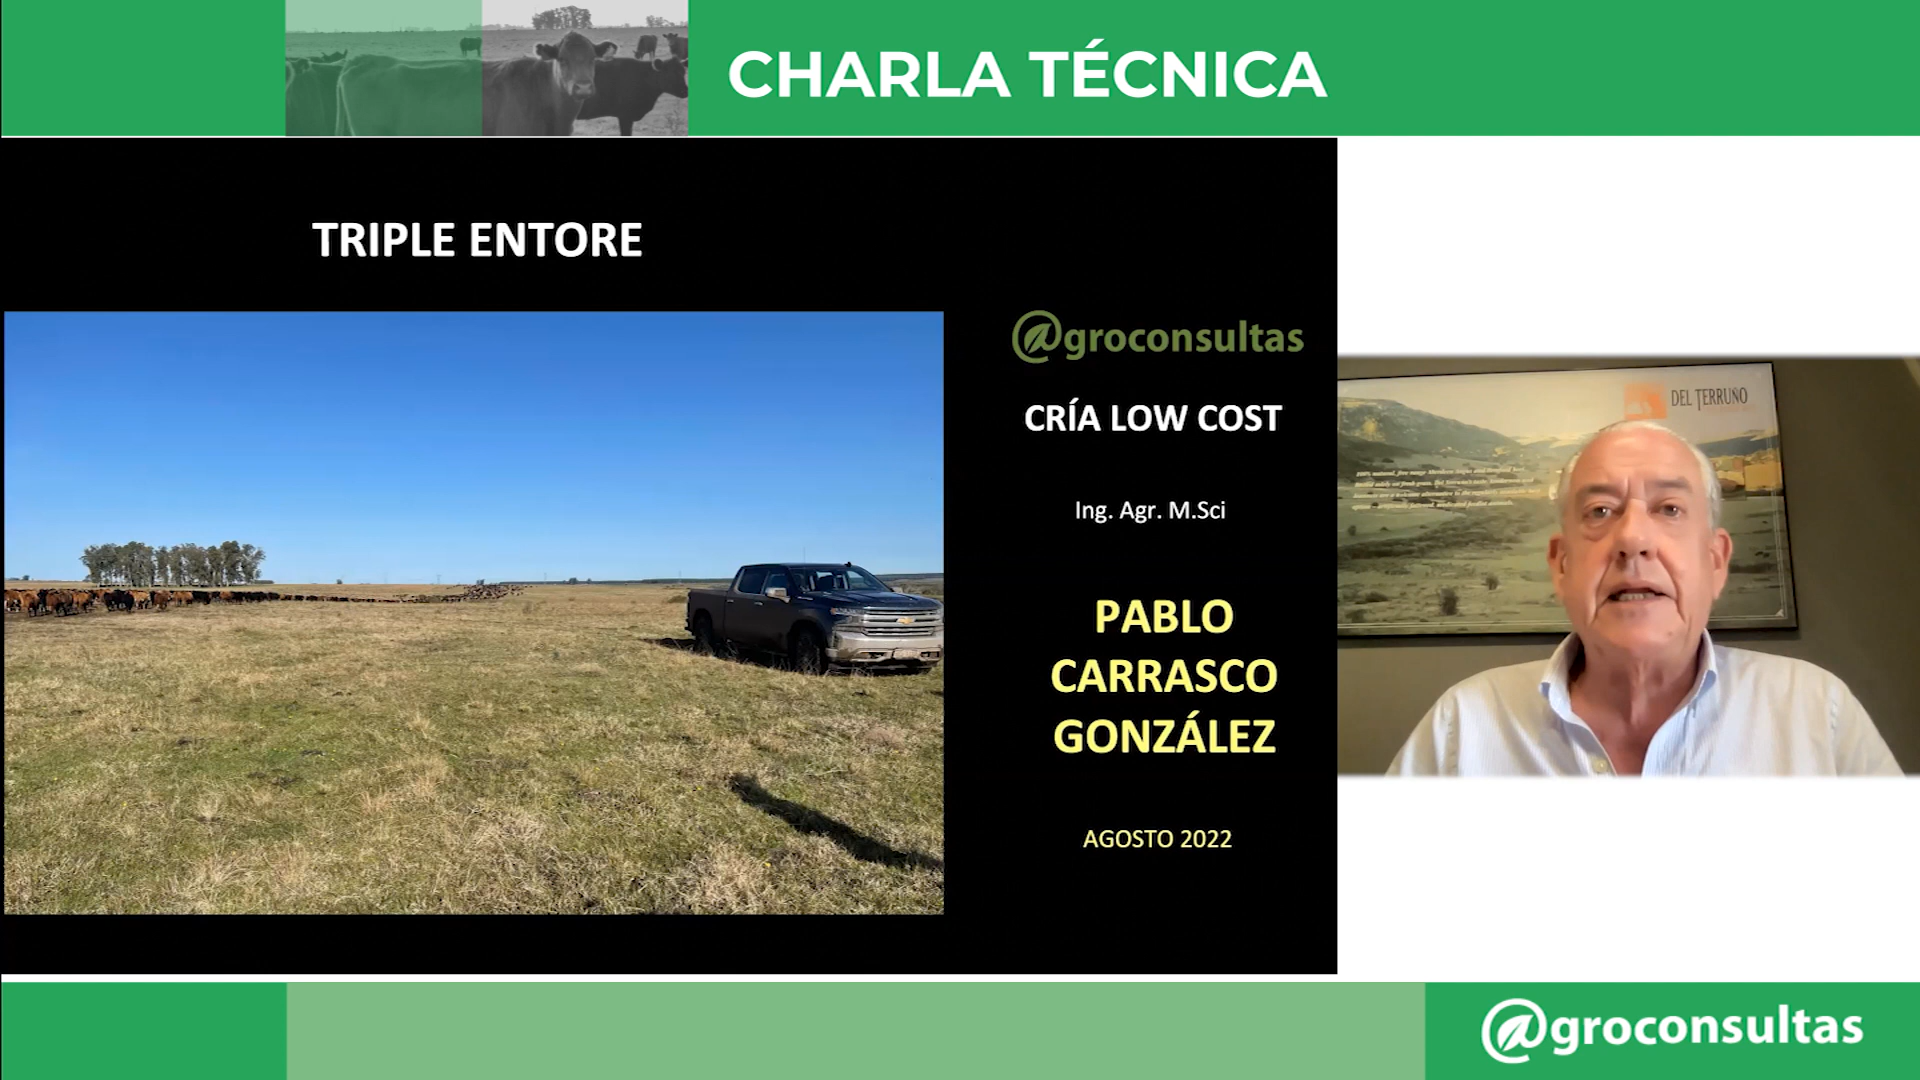 CHARLA TÉCNICA
TRIPLE ENTORE
@groconsultas
CRÍA LOW COST
Ing. Agr. M.Sci
PABLO
CARRASCO
GONZÁLEZ
AGOSTO 2022
DEL TERRUÑO
@groconsultas